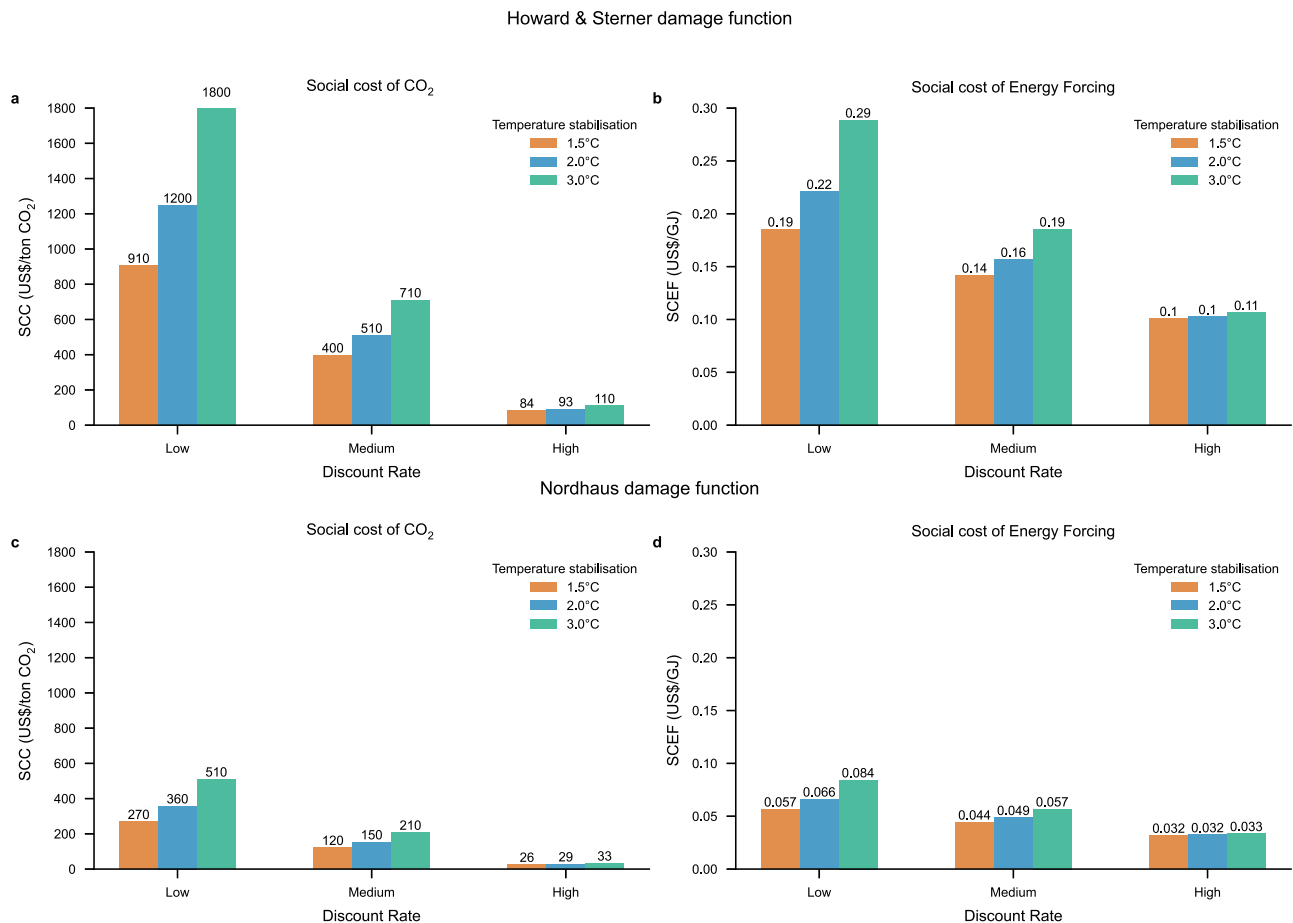 Howard & Sterner damage function
a
Social cost of CO₂
SCC (US$/ton CO₂)
1800
1600
1400
1200
1000
800
600
400
200
0
Temperature stabilisation
1.5°C
2.0°C
3.0°C
910 1200 1800
400 510 710
84 93 110
Low Medium High
Discount Rate
b
Social cost of Energy Forcing
SCEF (US$/GJ)
0.30
0.25
0.20
0.15
0.10
0.05
0.00
Temperature stabilisation
1.5°C
2.0°C
3.0°C
0.19 0.22 0.29
0.14 0.16 0.19
0.1 0.1 0.11
Low Medium High
Discount Rate
Nordhaus damage function
c
Social cost of CO₂
SCC (US$/ton CO₂)
1800
1600
1400
1200
1000
800
600
400
200
0
Temperature stabilisation
1.5°C
2.0°C
3.0°C
270 360 510
120 150 210
26 29 33
Low Medium High
Discount Rate
d
Social cost of Energy Forcing
SCEF (US$/GJ)
0.30
0.25
0.20
0.15
0.10
0.05
0.00
Temperature stabilisation
1.5°C
2.0°C
3.0°C
0.057 0.066 0.084
0.044 0.049 0.057
0.032 0.032 0.033
Low Medium High
Discount Rate